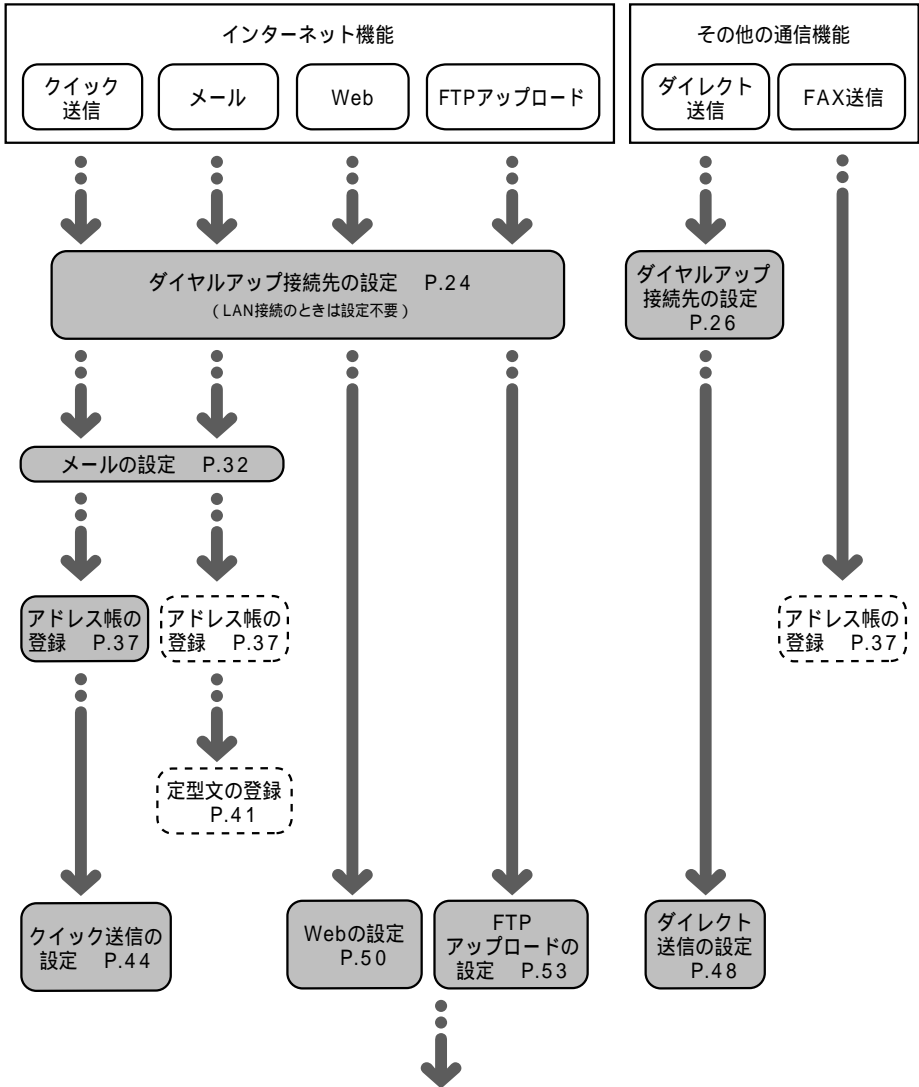 インターネット機能
その他の通信機能
クイック
送信
メール
Web
FTPアップロード
ダイレクト
送信
FAX送信
ダイヤルアップ接続先の設定 P.24
(LAN接続のときは設定不要)
ダイヤルアップ
接続先の設定
P.26
メールの設定 P.32
アドレス帳の
登録 P.37
アドレス帳の
登録 P.37
アドレス帳の
登録 P.37
定型文の登録
P.41
クイック送信の
設定 P.44
Webの設定
P.50
FTP
アップロードの
設定 P.53
ダイレクト
送信の設定
P.48